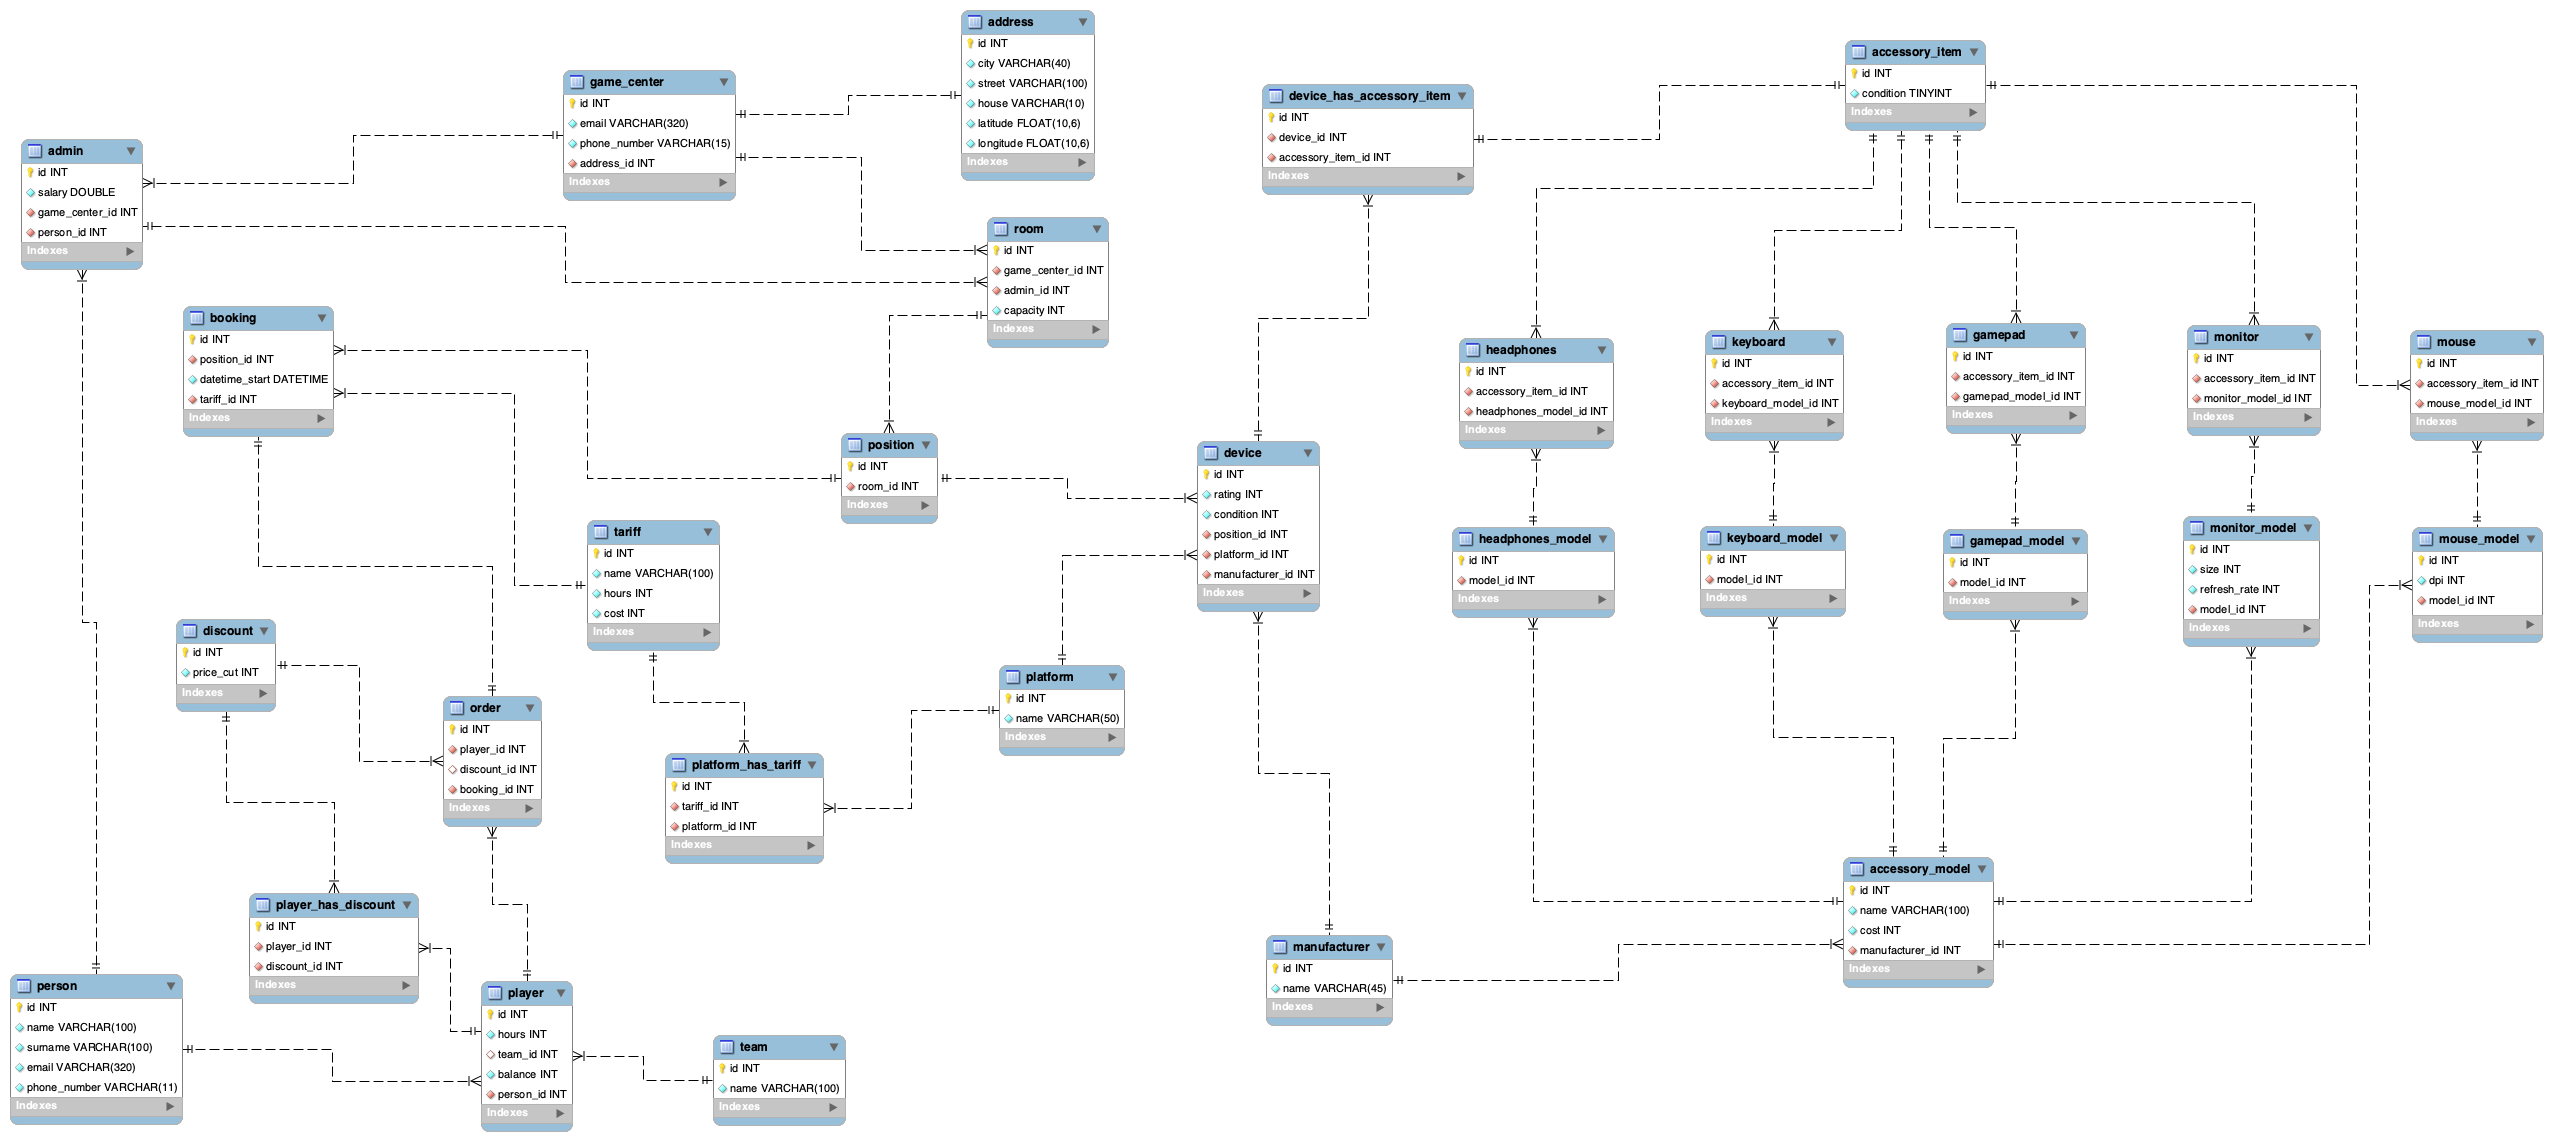 address
id INT
city VARCHAR(40)
street VARCHAR(100)
house VARCHAR(10)
latitude FLOAT(10,6)
longitude FLOAT(10,6)
Indexes
game_center
id INT
email VARCHAR(320)
phone_number VARCHAR(15)
address_id INT
Indexes
admin
id INT
salary DOUBLE
game_center_id INT
person_id INT
Indexes
room
id INT
game_center_id INT
admin_id INT
capacity INT
Indexes
booking
id INT
position_id INT
datetime_start DATETIME
tariff_id INT
Indexes
position
id INT
room_id INT
Indexes
tariff
id INT
name VARCHAR(100)
hours INT
cost INT
Indexes
discount
id INT
price_cut INT
Indexes
order
id INT
player_id INT
discount_id INT
booking_id INT
Indexes
platform
id INT
name VARCHAR(50)
Indexes
platform_has_tariff
id INT
tariff_id INT
platform_id INT
Indexes
player_has_discount
id INT
player_id INT
discount_id INT
Indexes
person
id INT
name VARCHAR(100)
surname VARCHAR(100)
email VARCHAR(320)
phone_number VARCHAR(11)
Indexes
player
id INT
hours INT
team_id INT
balance INT
person_id INT
Indexes
team
id INT
name VARCHAR(100)
Indexes
device_has_accessory_item
id INT
device_id INT
accessory_item_id INT
Indexes
accessory_item
id INT
condition TINYINT
Indexes
device
id INT
rating INT
condition INT
position_id INT
platform_id INT
manufacturer_id INT
Indexes
headphones
id INT
accessory_item_id INT
headphones_model_id INT
Indexes
keyboard
id INT
accessory_item_id INT
keyboard_model_id INT
Indexes
gamepad
id INT
accessory_item_id INT
gamepad_model_id INT
Indexes
monitor
id INT
accessory_item_id INT
monitor_model_id INT
Indexes
mouse
id INT
accessory_item_id INT
mouse_model_id INT
Indexes
headphones_model
id INT
model_id INT
Indexes
keyboard_model
id INT
model_id INT
Indexes
gamepad_model
id INT
model_id INT
Indexes
monitor_model
id INT
size INT
refresh_rate INT
model_id INT
Indexes
mouse_model
id INT
dpi INT
model_id INT
Indexes
manufacturer
id INT
name VARCHAR(45)
Indexes
accessory_model
id INT
name VARCHAR(100)
cost INT
manufacturer_id INT
Indexes